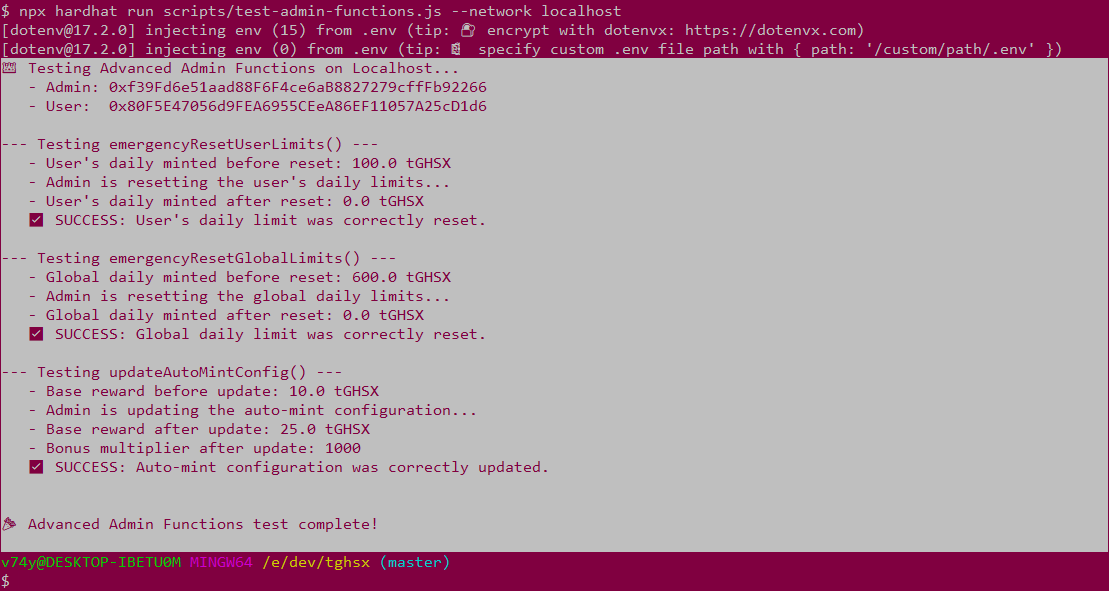 $ npx hardhat run scripts/test-admin-functions.js --network localhost
[dotenv@17.2.0] injecting env (15) from .env (tip: 🔐 encrypt with dotenvx: https://dotenvx.com)
[dotenv@17.2.0] injecting env (0) from .env (tip: ⚙️ specify custom .env file path with { path: '/custom/path/.env' })
Testing Advanced Admin Functions on Localhost...
- Admin: 0xf39Fd6e51aad88F6F4ce6aB8827279cffFb92266
- User: 0x80F5E47056d9FEA6955CEeA86EF11057A25cD1d6
--- Testing emergencyResetUserLimits() ---
- User's daily minted before reset: 100.0 tGHSX
- Admin is resetting the user's daily limits...
- User's daily minted after reset: 0.0 tGHSX
✅ SUCCESS: User's daily limit was correctly reset.
--- Testing emergencyResetGlobalLimits() ---
- Global daily minted before reset: 600.0 tGHSX
- Admin is resetting the global daily limits...
- Global daily minted after reset: 0.0 tGHSX
✅ SUCCESS: Global daily limit was correctly reset.
--- Testing updateAutoMintConfig() ---
- Base reward before update: 10.0 tGHSX
- Admin is updating the auto-mint configuration...
- Base reward after update: 25.0 tGHSX
- Bonus multiplier after update: 1000
✅ SUCCESS: Auto-mint configuration was correctly updated.
🎉 Advanced Admin Functions test complete!
v74y@DESKTOP-IBETU0M MINGW64 /e/dev/tghsx (master)
$